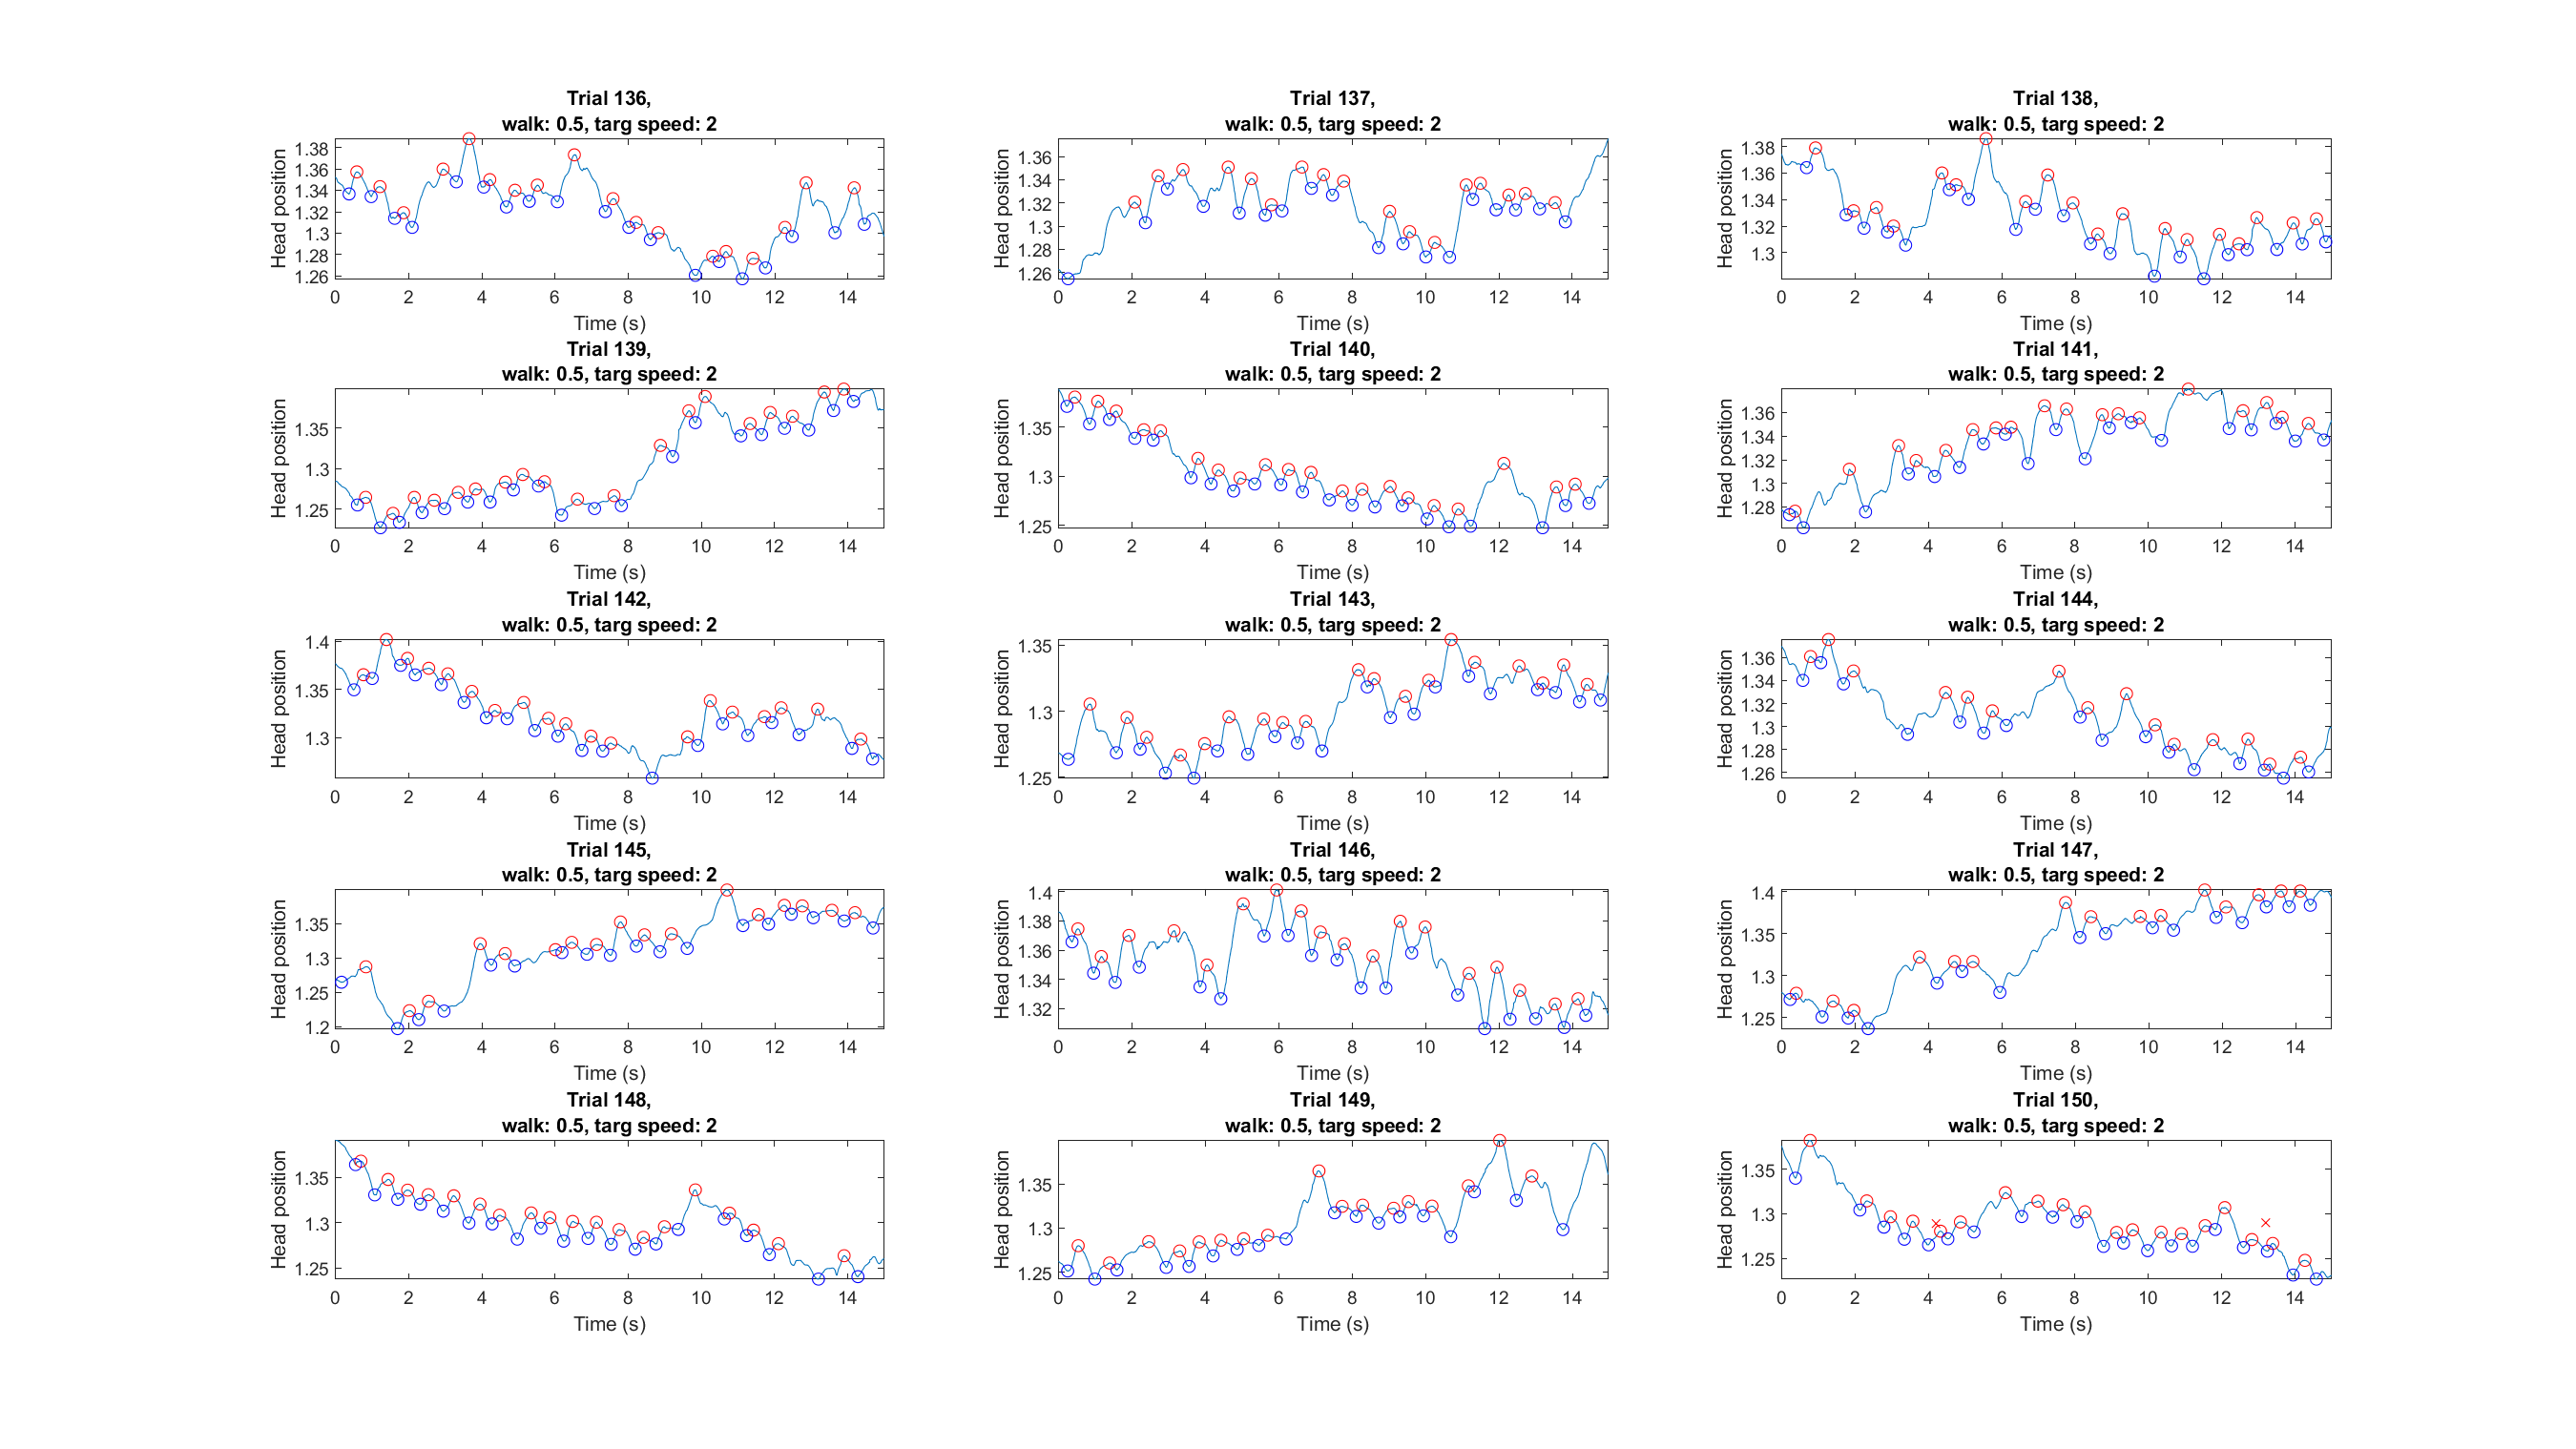 Trial 136,
walk: 0.5, targ speed: 2
Head position
1.38
1.36
1.34
1.32
1.3
1.28
1.26
0 2 4 6 8 10 12 14
Time (s)
Trial 137,
walk: 0.5, targ speed: 2
Head position
1.36
1.34
1.32
1.3
1.28
1.26
0 2 4 6 8 10 12 14
Time (s)
Trial 138,
walk: 0.5, targ speed: 2
Head position
1.38
1.36
1.34
1.32
1.3
0 2 4 6 8 10 12 14
Time (s)
Trial 139,
walk: 0.5, targ speed: 2
Head position
1.35
1.3
1.25
0 2 4 6 8 10 12 14
Time (s)
Trial 140,
walk: 0.5, targ speed: 2
Head position
1.35
1.3
1.25
0 2 4 6 8 10 12 14
Time (s)
Trial 141,
walk: 0.5, targ speed: 2
Head position
1.36
1.34
1.32
1.3
1.28
0 2 4 6 8 10 12 14
Time (s)
Trial 142,
walk: 0.5, targ speed: 2
Head position
1.4
1.35
1.3
0 2 4 6 8 10 12 14
Time (s)
Trial 143,
walk: 0.5, targ speed: 2
Head position
1.35
1.3
1.25
0 2 4 6 8 10 12 14
Time (s)
Trial 144,
walk: 0.5, targ speed: 2
Head position
1.36
1.34
1.32
1.3
1.28
1.26
0 2 4 6 8 10 12 14
Time (s)
Trial 145,
walk: 0.5, targ speed: 2
Head position
1.35
1.3
1.25
1.2
0 2 4 6 8 10 12 14
Time (s)
Trial 146,
walk: 0.5, targ speed: 2
Head position
1.4
1.38
1.36
1.34
1.32
0 2 4 6 8 10 12 14
Time (s)
Trial 147,
walk: 0.5, targ speed: 2
Head position
1.4
1.35
1.3
1.25
0 2 4 6 8 10 12 14
Time (s)
Trial 148,
walk: 0.5, targ speed: 2
Head position
1.35
1.3
1.25
0 2 4 6 8 10 12 14
Time (s)
Trial 149,
walk: 0.5, targ speed: 2
Head position
1.35
1.3
1.25
0 2 4 6 8 10 12 14
Time (s)
Trial 150,
walk: 0.5, targ speed: 2
Head position
1.35
1.3
1.25
0 2 4 6 8 10 12 14
Time (s)